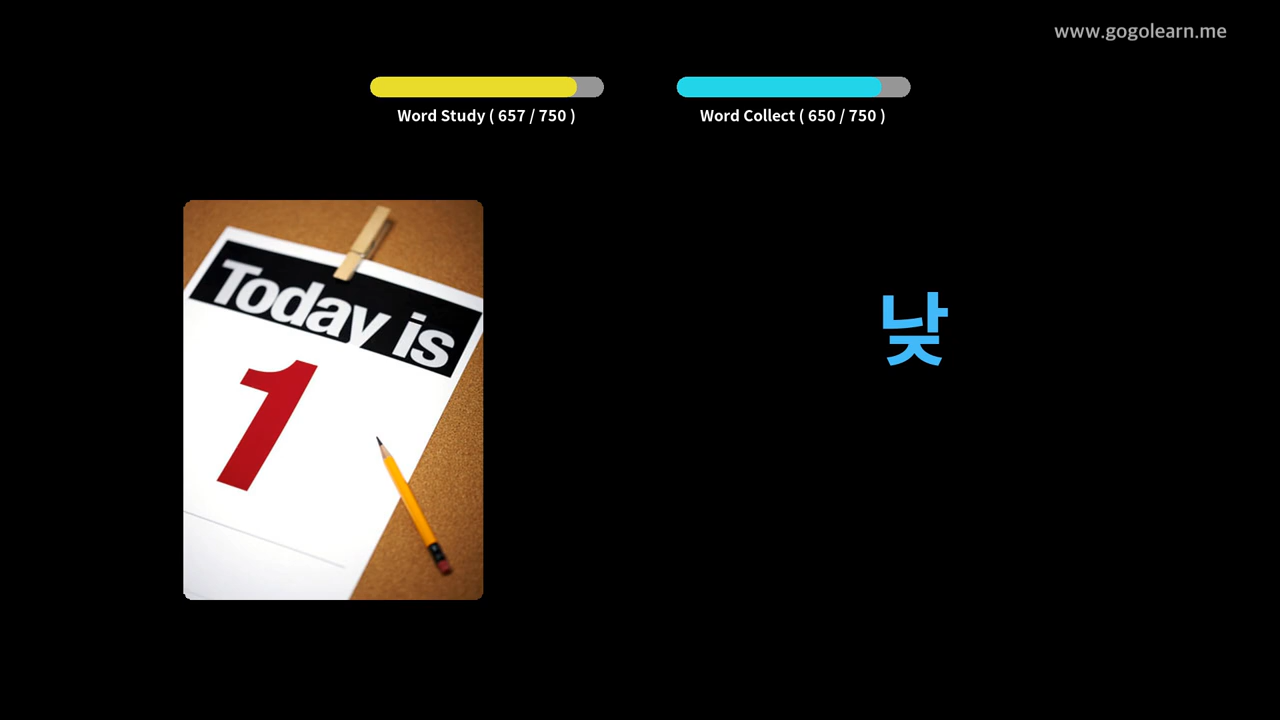 www.gogolearn.me
Word Study ( 657 / 750 )
Word Collect ( 650 / 750 )
Today is
1
낮